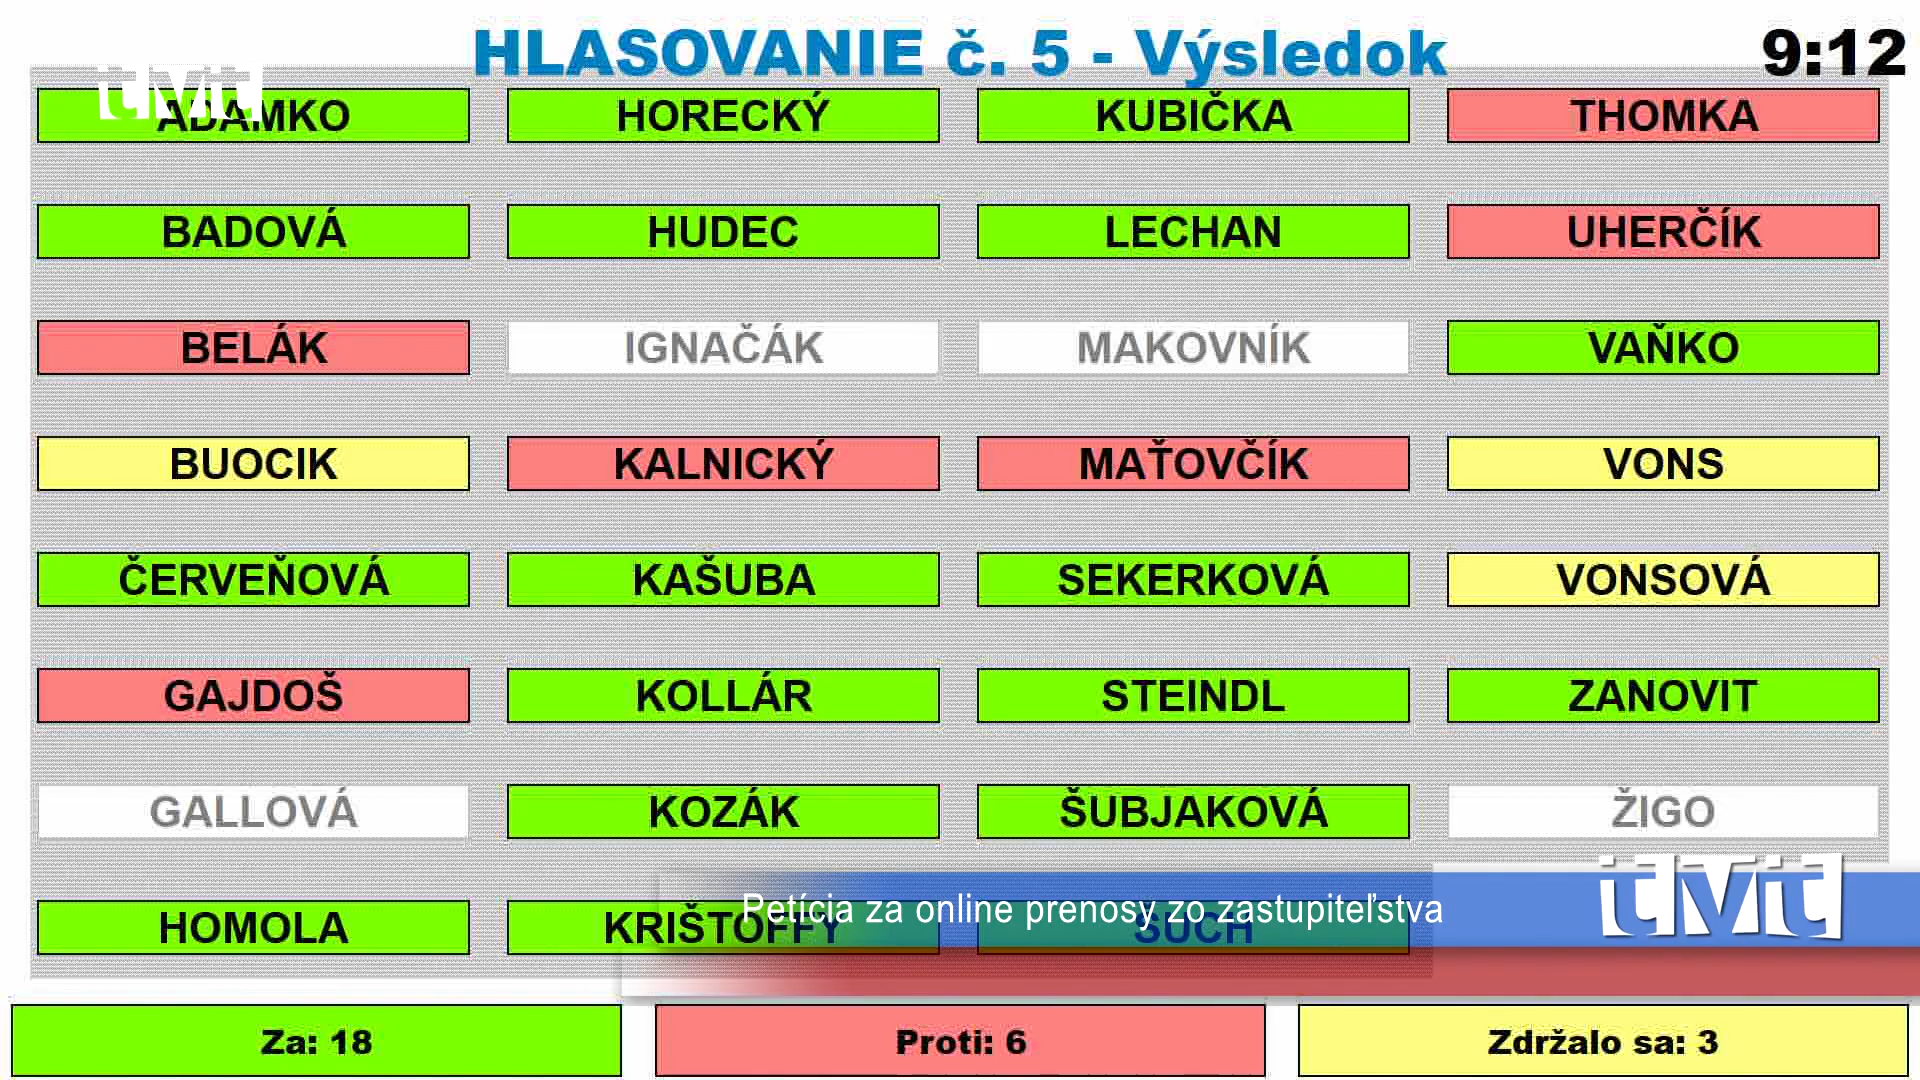 HLASOVANIE č. 5 - Výsledok 9:12
tvt
ADAMKO HORECKÝ KUBIČKA THOMKA
BADOVÁ HUDEC LECHAN UHERČÍK
BELÁK IGNAČÁK MAKOVNÍK VAŇKO
BUOCIK KALNICKÝ MAŤOVČÍK VONS
ČERVEŇOVÁ KAŠUBA SEKERKOVÁ VONSOVÁ
GAJDOŠ KOLLÁR STEINDL ZANOVIT
GALLOVÁ KOZÁK ŠUBJAKOVÁ ŽIGO
HOMOLA KRIŠTOFFY SUCH
Petícia za online prenosy zo zastupiteľstva
tvt
Za: 18 Proti: 6 Zdržalo sa: 3